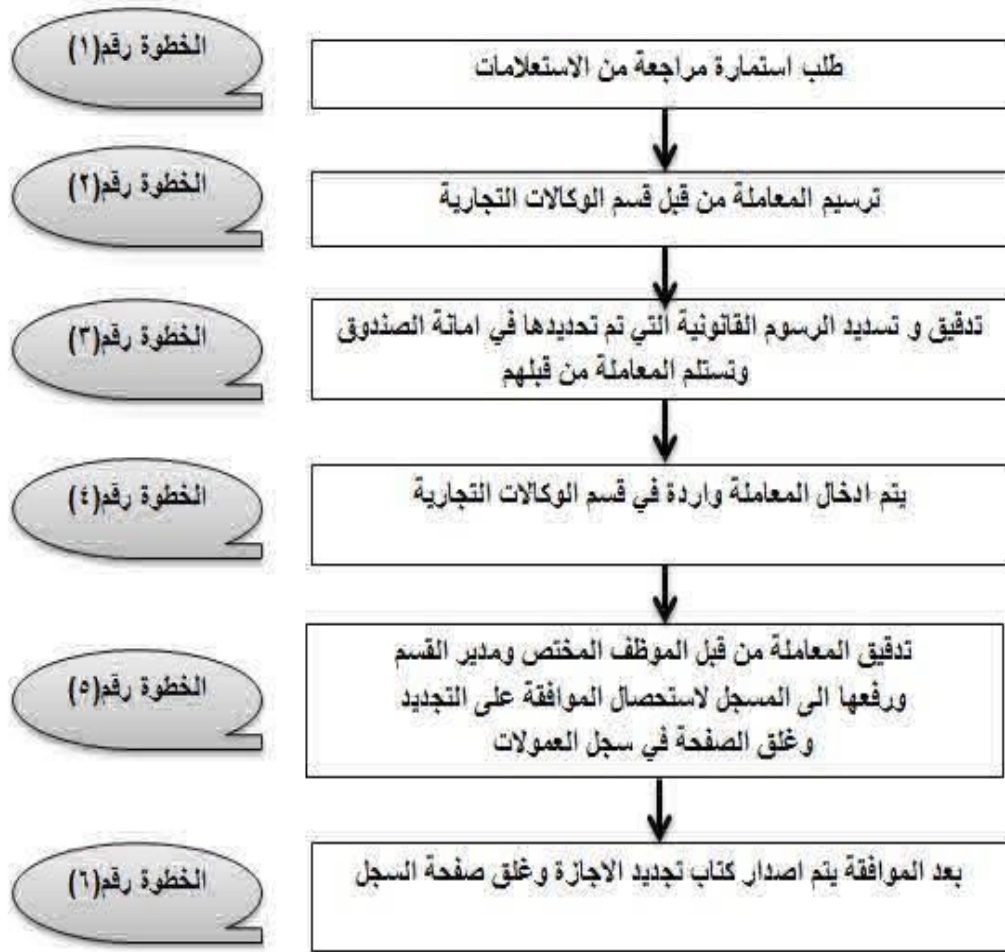 الخطوة رقم(١)
طلب استمارة مراجعة من الاستعلامات
الخطوة رقم(٢)
ترسيم المعاملة من قبل قسم الوكالات التجارية
الخطوة رقم(٣)
تدقيق و تسديد الرسوم القانونية التي تم تحديدها في امانة الصندوق
وتستلم المعاملة من قبلهم
الخطوة رقم(٤)
يتم ادخال المعاملة واردة في قسم الوكالات التجارية
الخطوة رقم(٥)
تدقيق المعاملة من قبل الموظف المختص ومدير القسم
ورفعها الى المسجل لاستحصال الموافقة على التجديد
وغلق الصفحة في سجل العمولات
الخطوة رقم(٦)
بعد الموافقة يتم اصدار كتاب تجديد الاجازة وغلق صفحة السجل